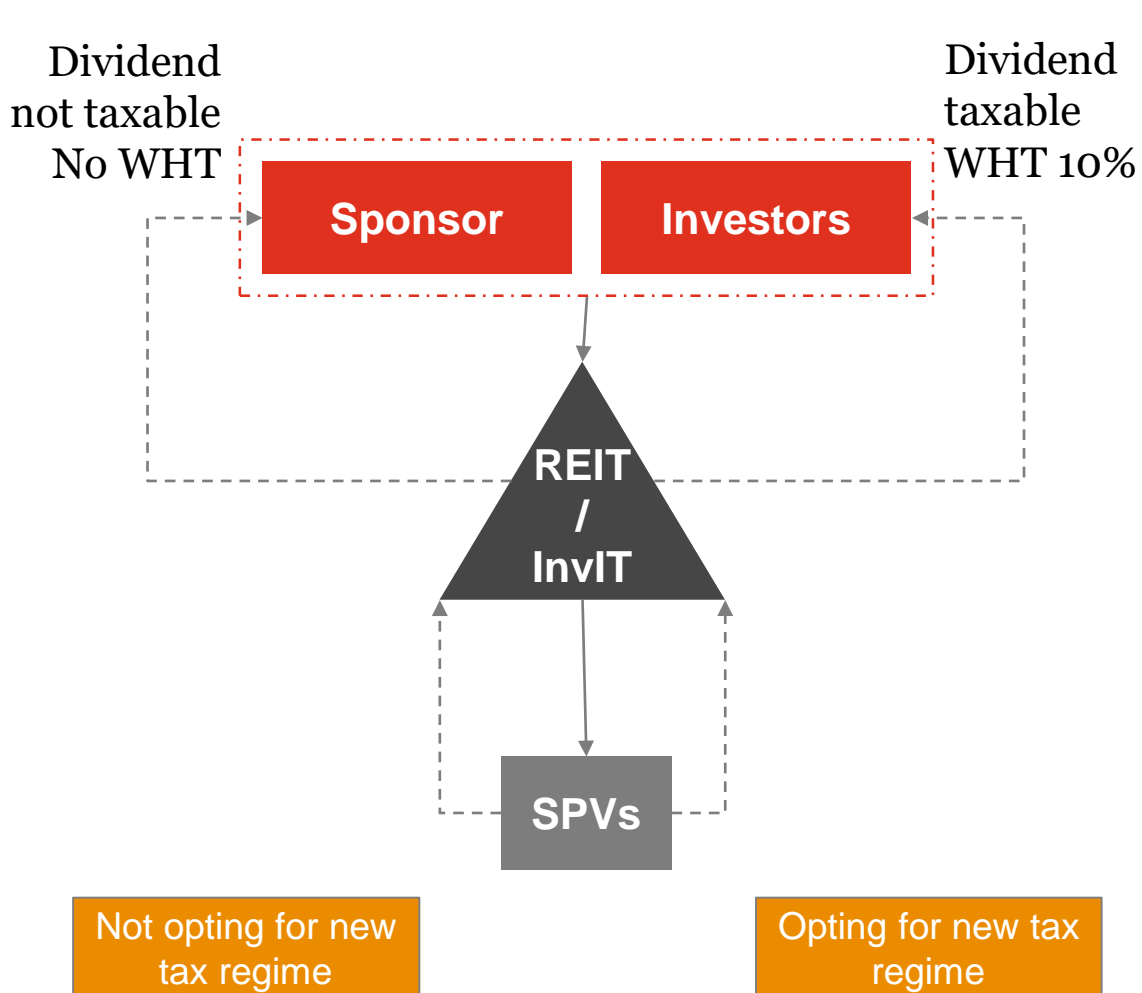 Dividend
not taxable
No WHT
Dividend
taxable
WHT 10%
Sponsor
Investors
REIT
/
InvIT
SPVs
Not opting for new
tax regime
Opting for new tax
regime